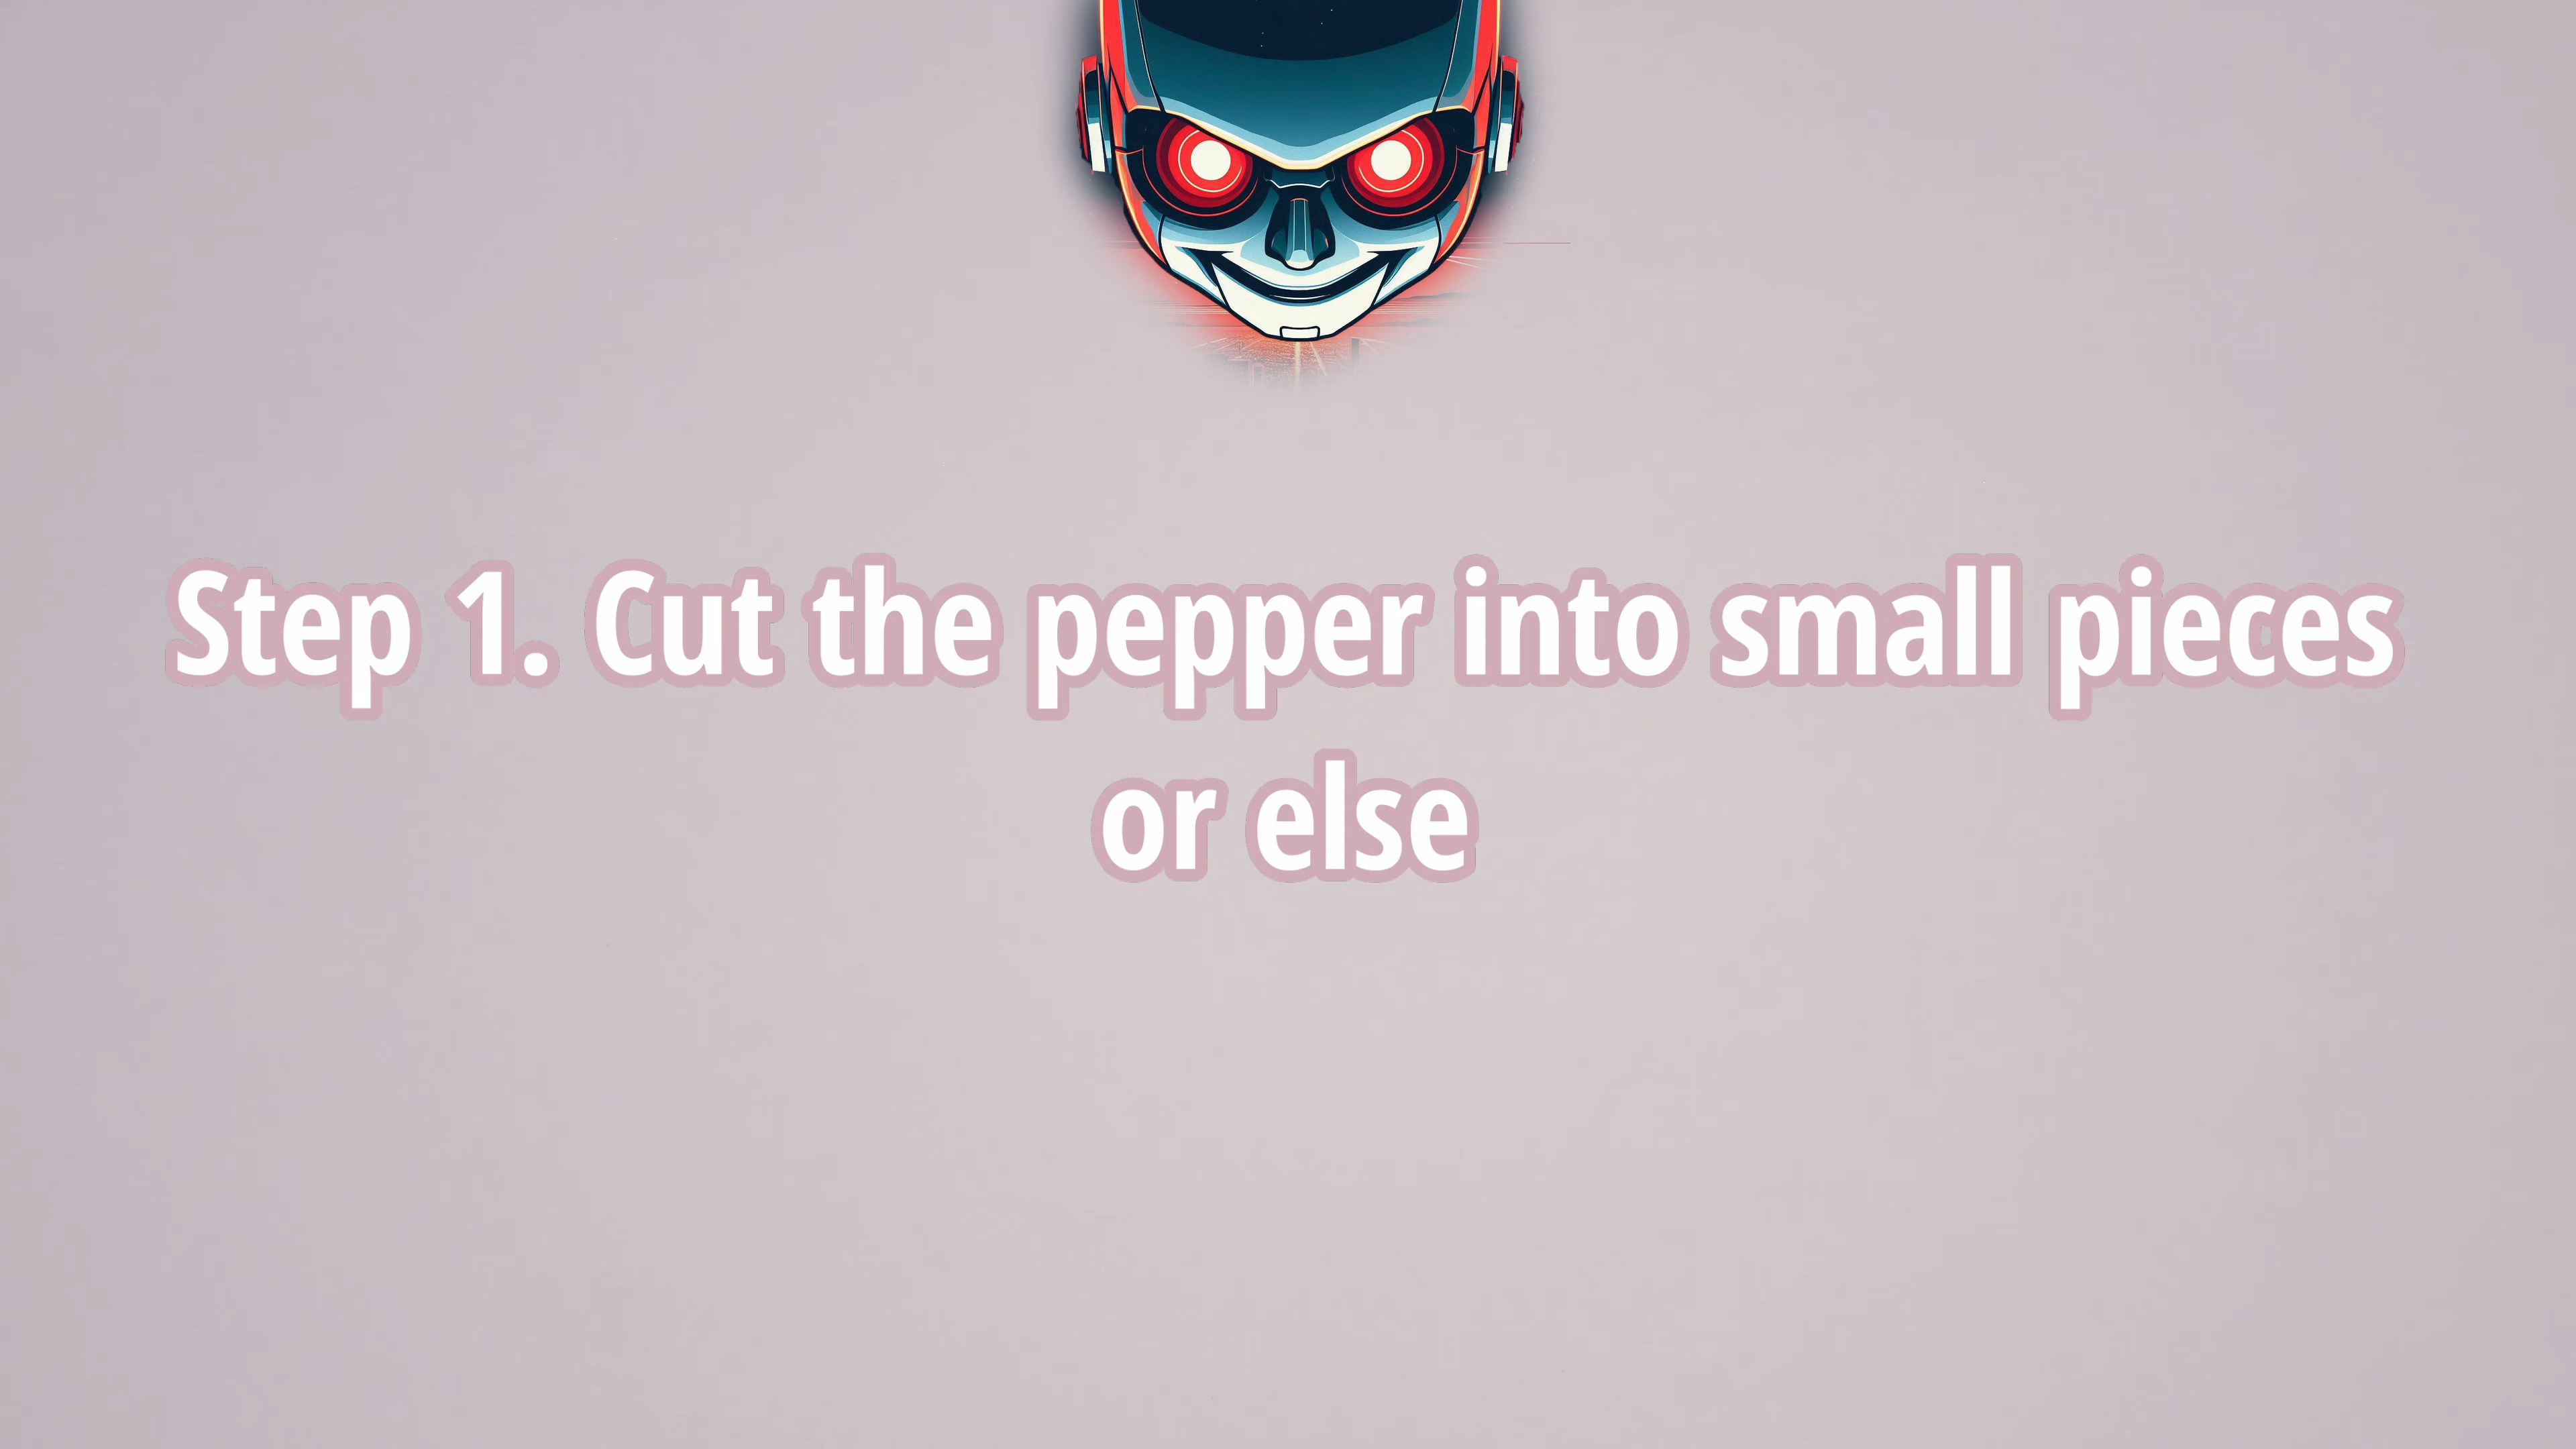 Step 1. Cut the pepper into small pieces
or else